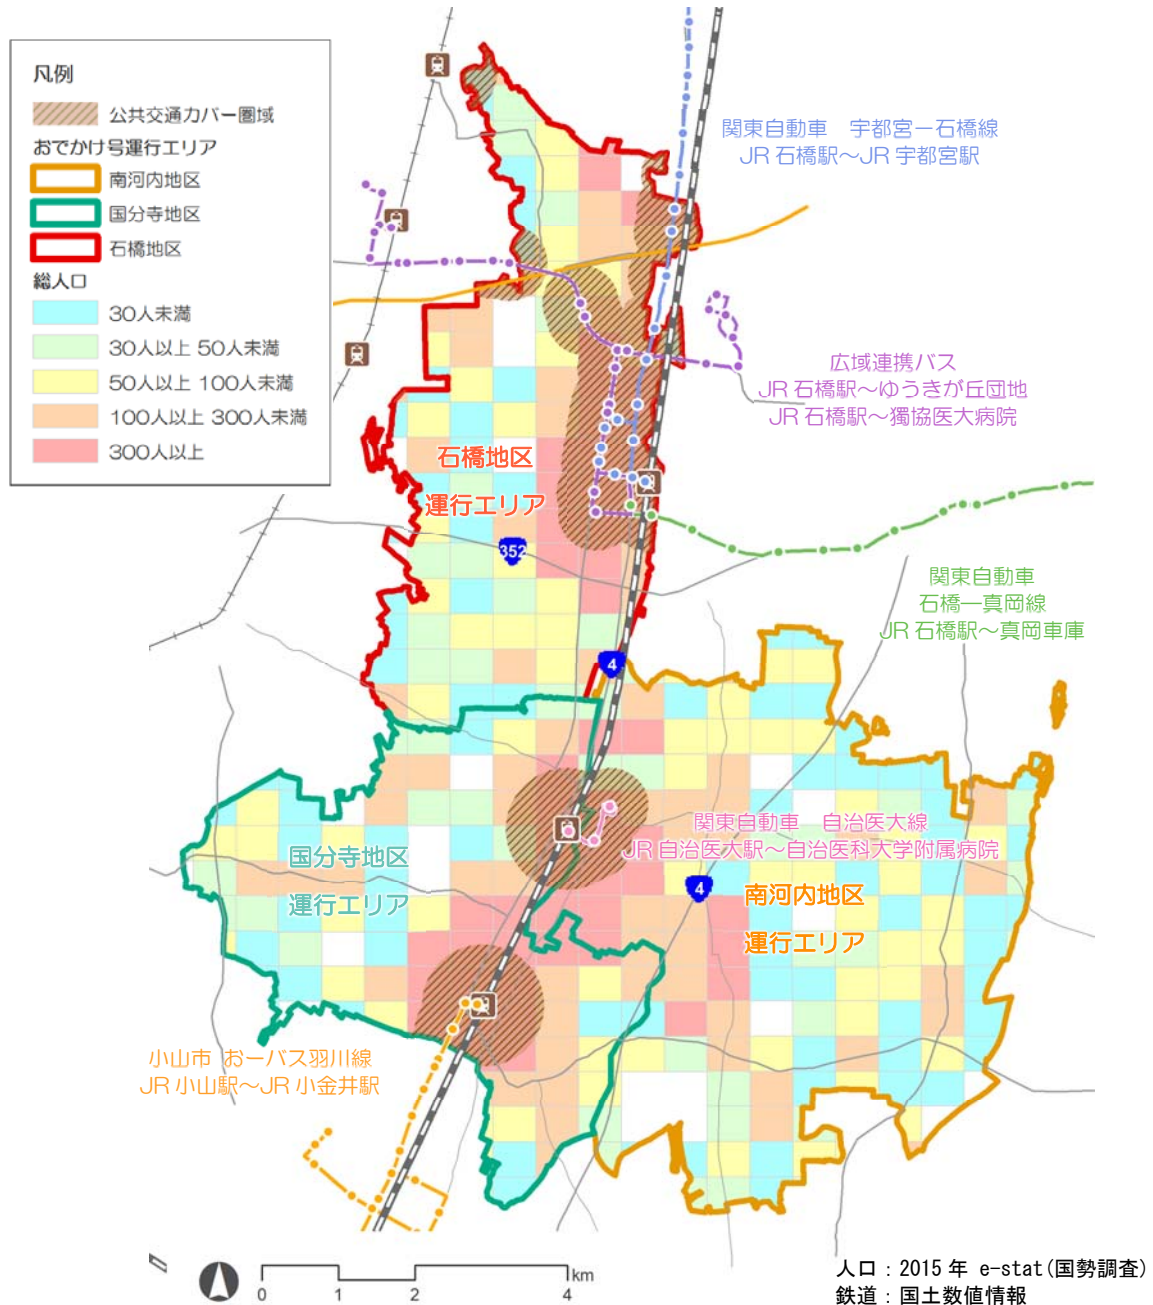 凡例
公共交通カバー圏域
おでかけ号運行エリア
南河内地区
国分寺地区
石橋地区
総人口
30人未満
30人以上 50人未満
50人以上 100人未満
100人以上 300人未満
300人以上
関東自動車　宇都宮ー石橋線
JR 石橋駅～JR 宇都宮駅
広域連携バス
JR 石橋駅～ゆうきが丘団地
JR 石橋駅～獨協医大病院
石橋地区
運行エリア
352
関東自動車
石橋―真岡線
JR 石橋駅～真岡車庫
4
関東自動車　自治医大線
JR 自治医大駅～自治医科大学附属病院
国分寺地区
運行エリア
4
南河内地区
運行エリア
小山市 おーバス羽川線
JR 小山駅～JR 小金井駅
km
0 1 2 4
人口：2015 年 e-stat(国勢調査)
鉄道：国土数値情報